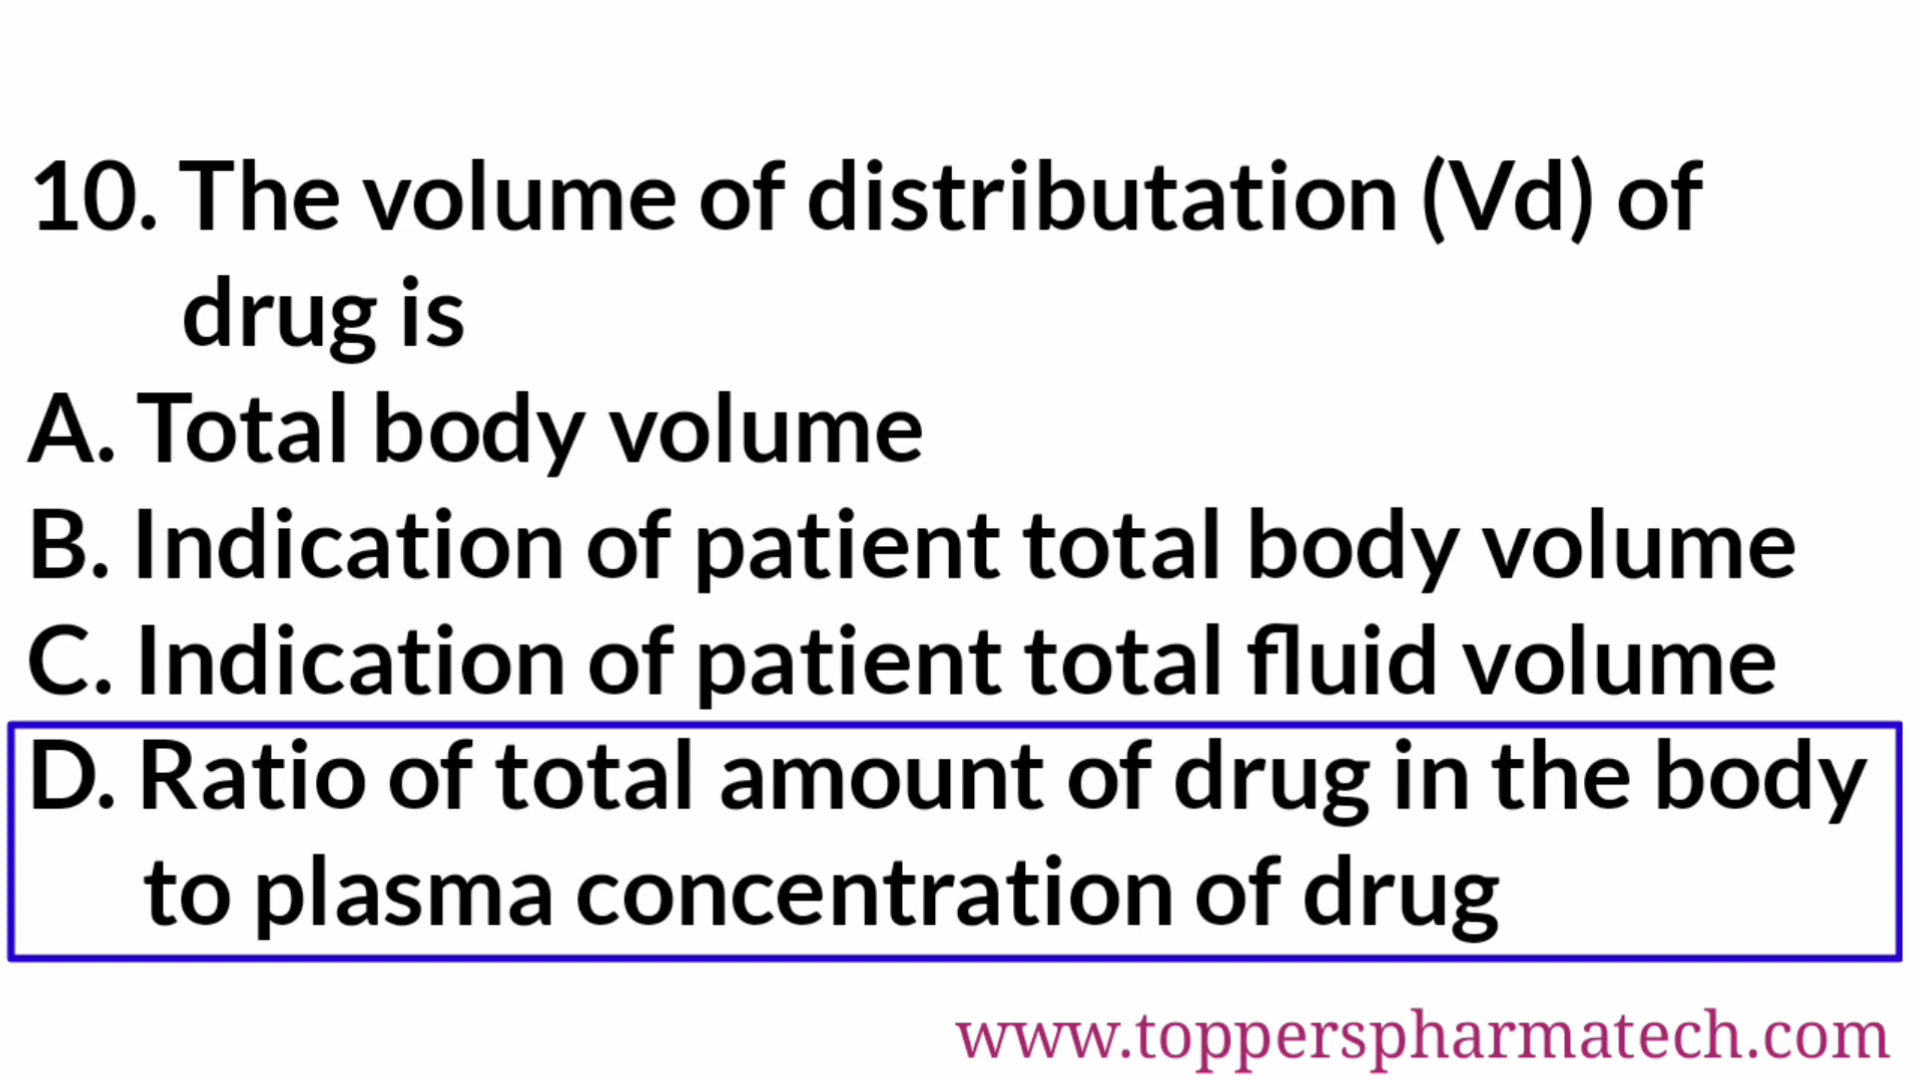 10. The volume of distributation (Vd) of
drug is
A. Total body volume
B. Indication of patient total body volume
C. Indication of patient total fluid volume
D. Ratio of total amount of drug in the body
to plasma concentration of drug
www.topperspharmatech.com